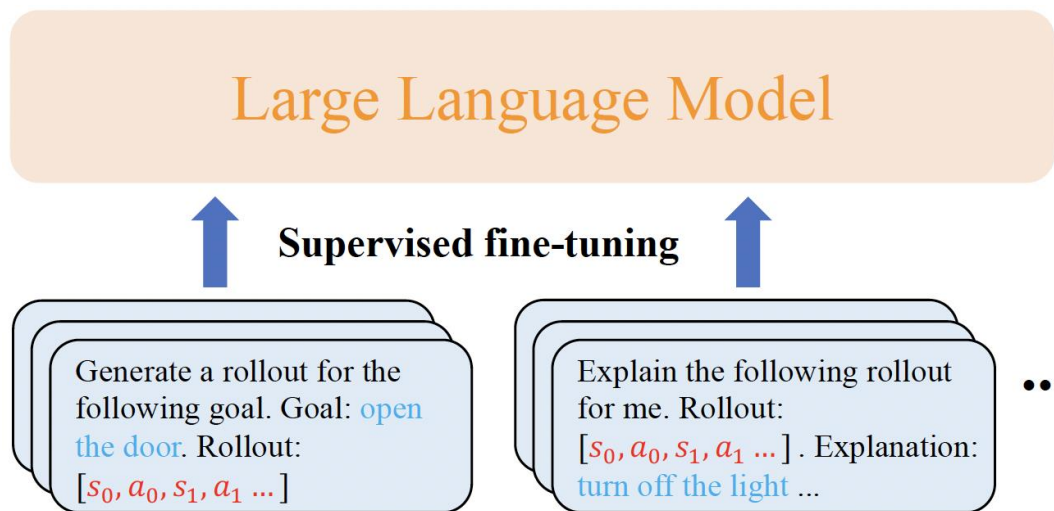 Large Language Model
Supervised fine-tuning
Generate a rollout for the
following goal. Goal: open
the door. Rollout:
[s₀, a₀, s₁, a₁ ...]
Explain the following rollout
for me. Rollout:
[s₀, a₀, s₁, a₁ ...] . Explanation:
turn off the light ...